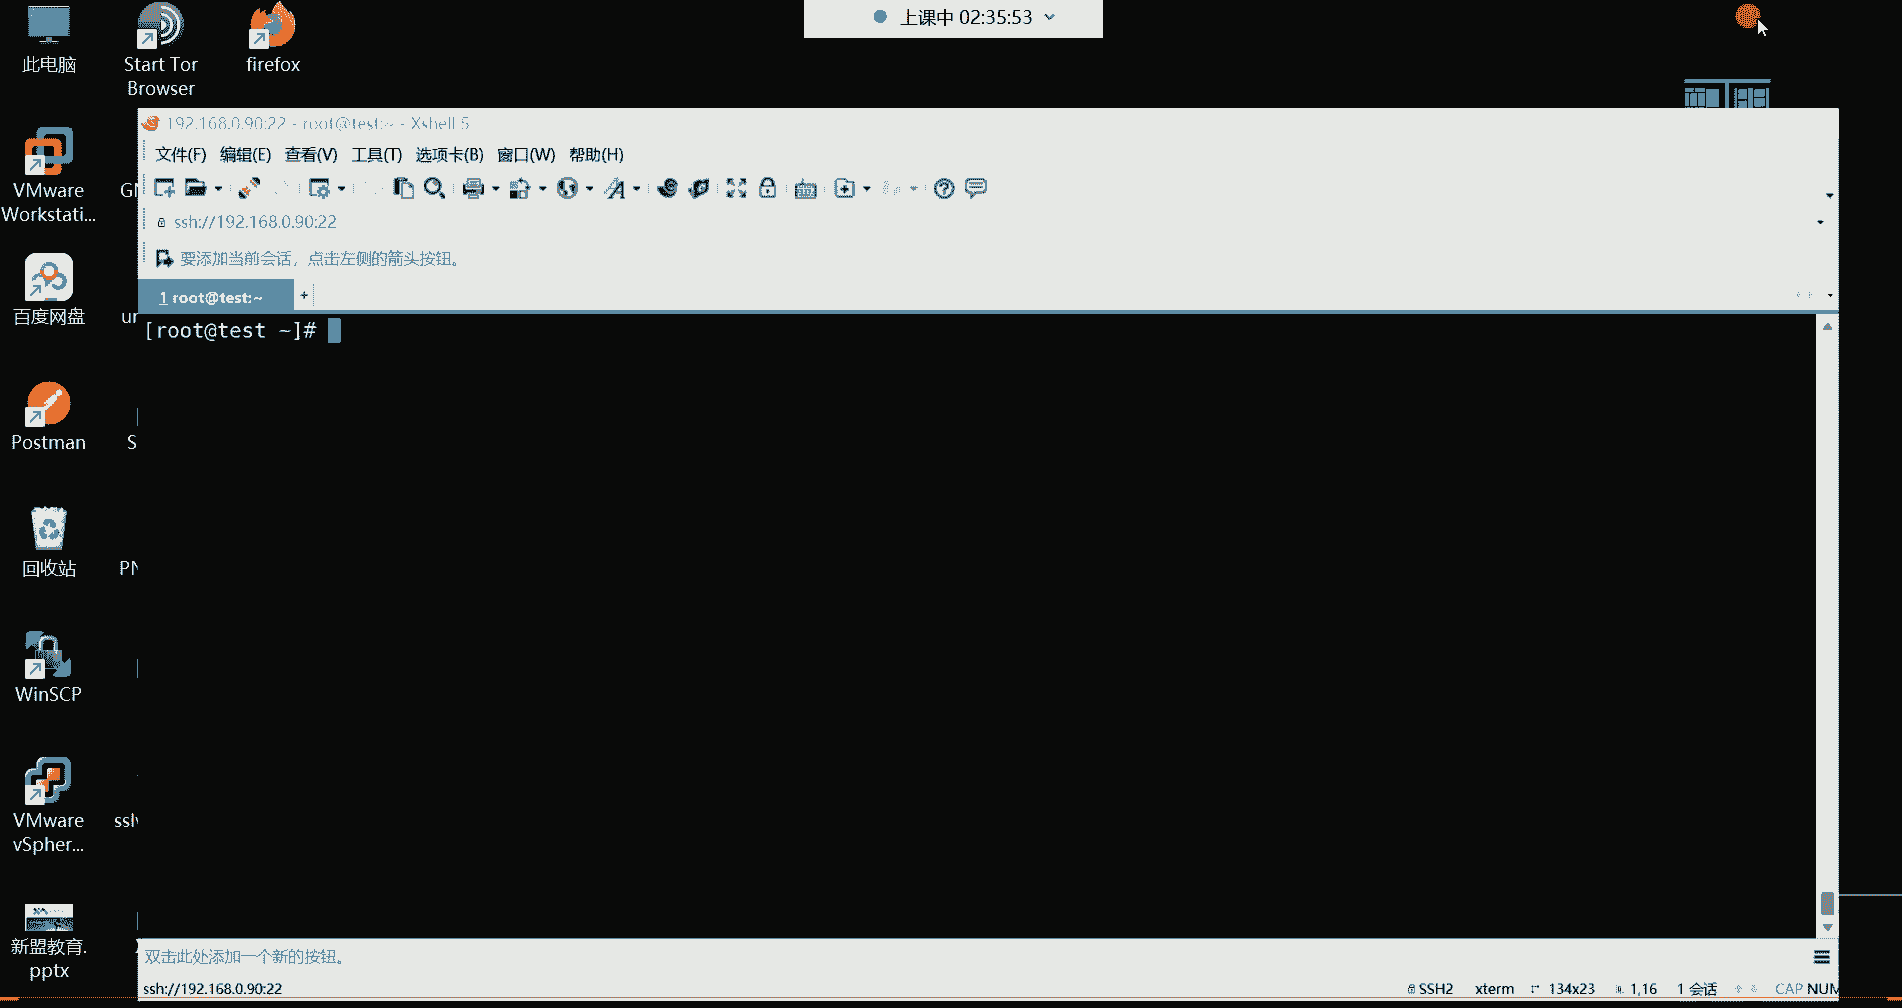 上课中 02:35:53
此电脑
Start Tor
Browser
firefox
192.168.0.90:22 - root@test:~ - Xshell 5
文件(F) 编辑(E) 查看(V) 工具(T) 选项卡(B) 窗口(W) 帮助(H)
VMware
Workstati...
ssh://192.168.0.90:22
要添加当前会话，点击左侧的箭头按钮。
1 root@test:~
+
百度网盘
[root@test ~]#
Postman
回收站
WinSCP
VMware
vSpher...
新盟教育.
pptx
双击此处添加一个新的按钮。
ssh://192.168.0.90:22
SSH2
xterm
134x23
1,16
1 会话
CAP NUM